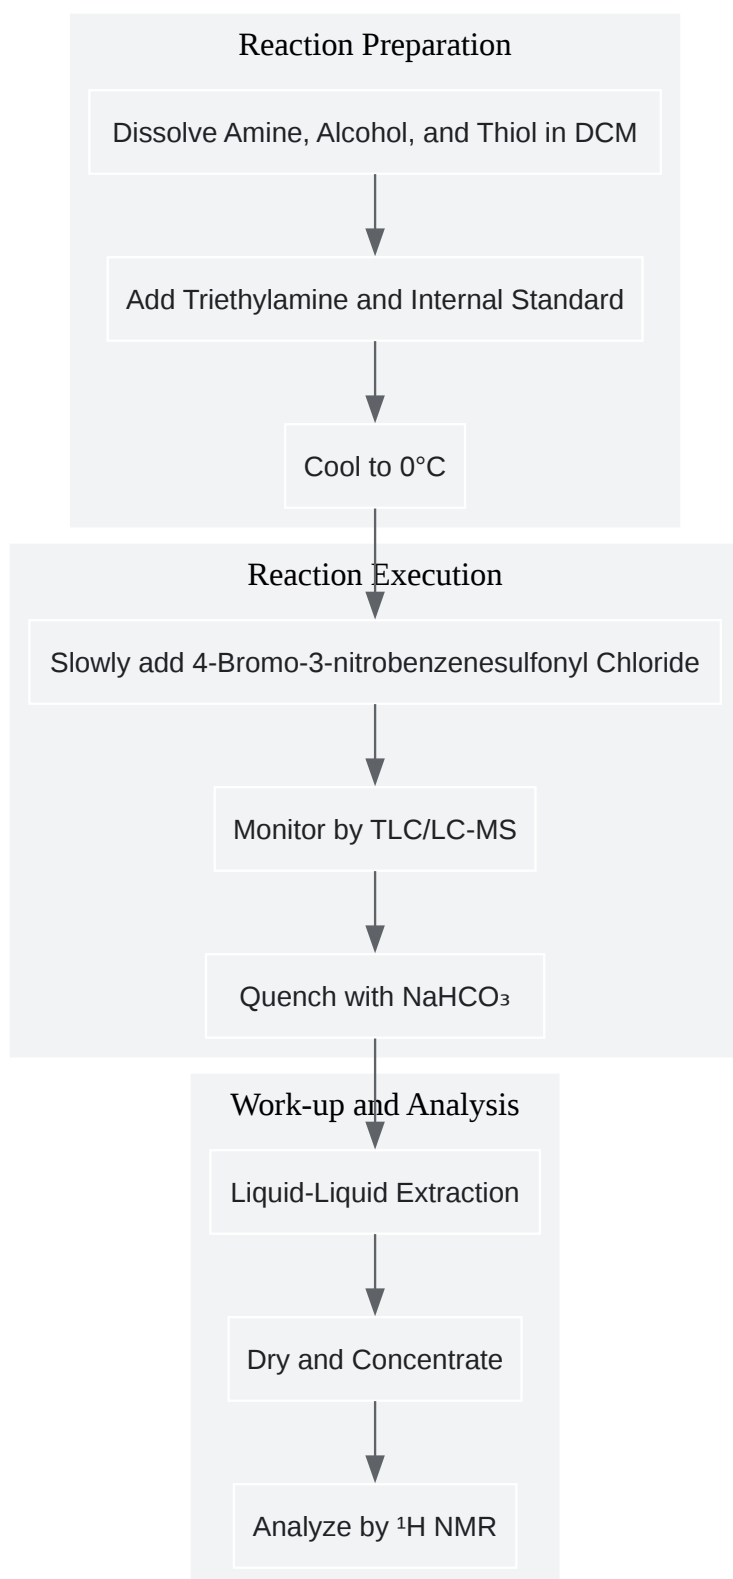 Reaction Preparation
Dissolve Amine, Alcohol, and Thiol in DCM
Add Triethylamine and Internal Standard
Cool to 0°C
Reaction Execution
Slowly add 4-Bromo-3-nitrobenzenesulfonyl Chloride
Monitor by TLC/LC-MS
Quench with NaHCO₃
Work-up and Analysis
Liquid-Liquid Extraction
Dry and Concentrate
Analyze by ¹H NMR